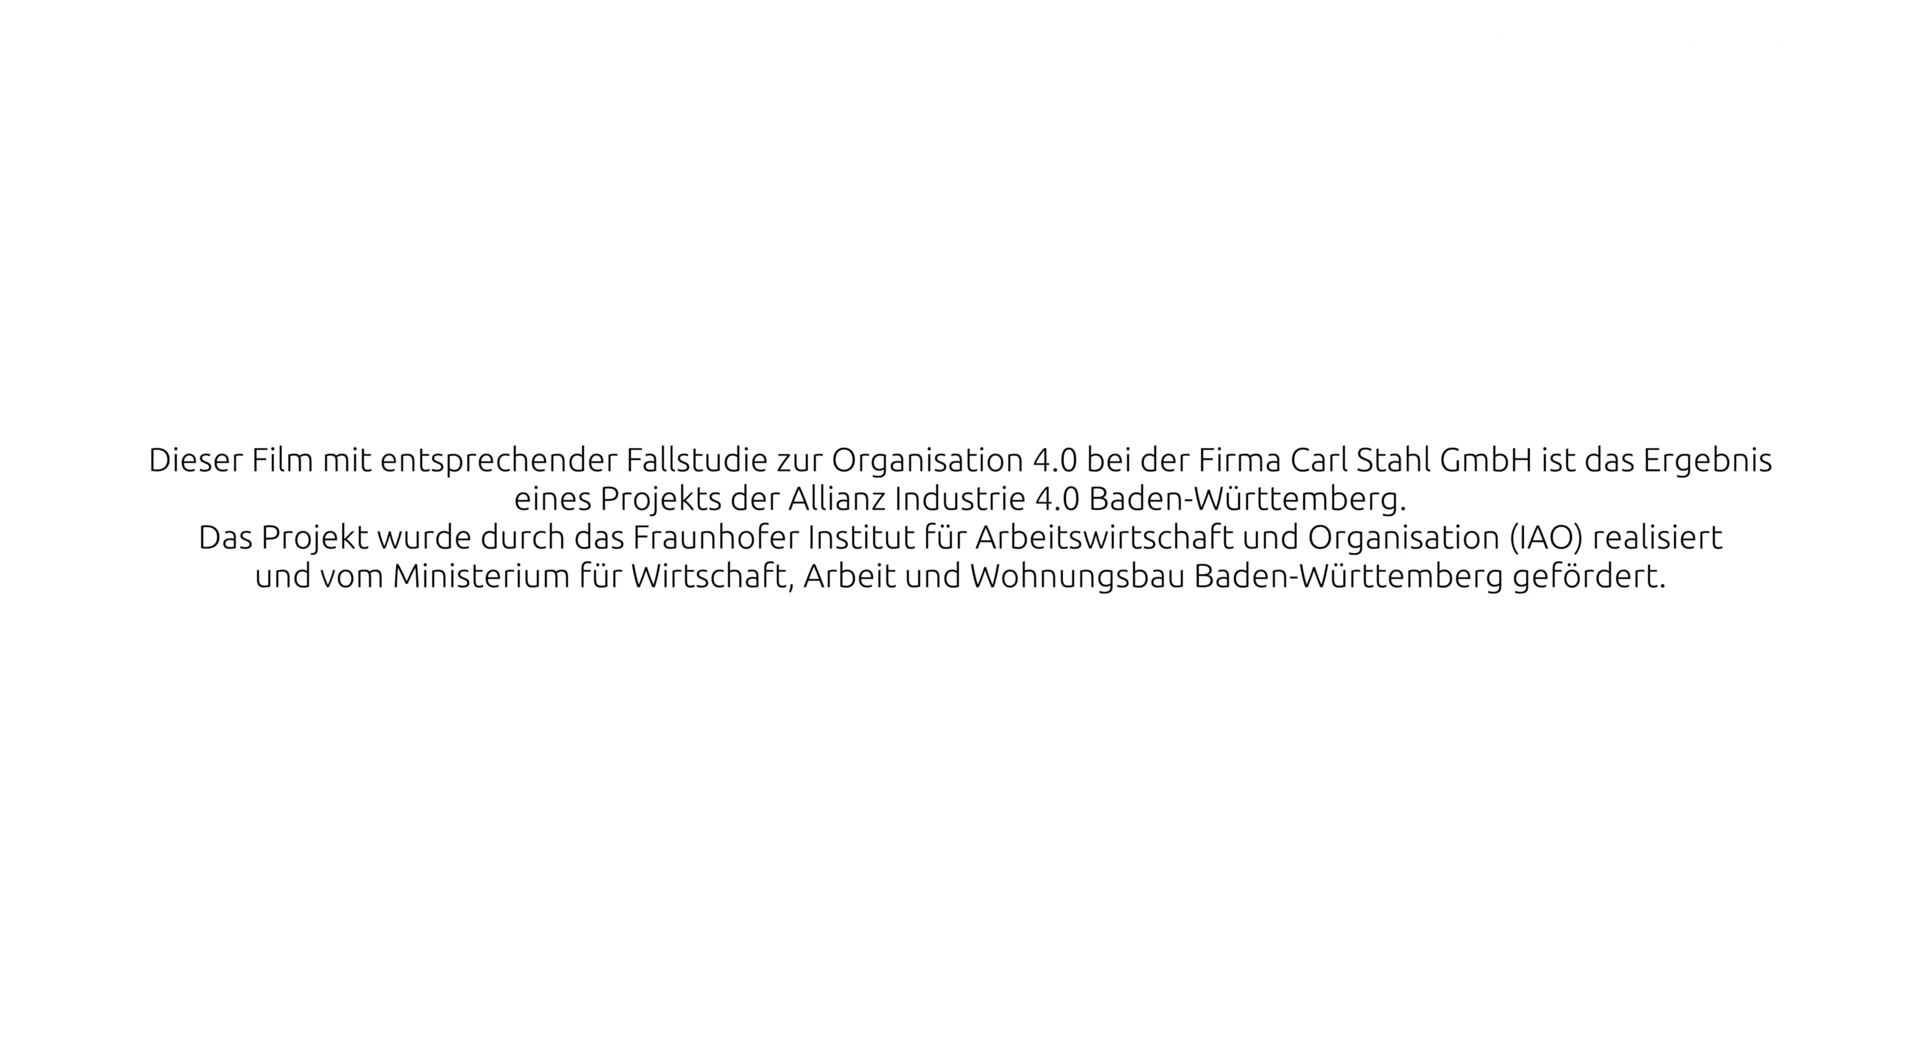 Dieser Film mit entsprechender Fallstudie zur Organisation 4.0 bei der Firma Carl Stahl GmbH ist das Ergebnis
eines Projekts der Allianz Industrie 4.0 Baden-Württemberg.
Das Projekt wurde durch das Fraunhofer Institut für Arbeitswirtschaft und Organisation (IAO) realisiert
und vom Ministerium für Wirtschaft, Arbeit und Wohnungsbau Baden-Württemberg gefördert.